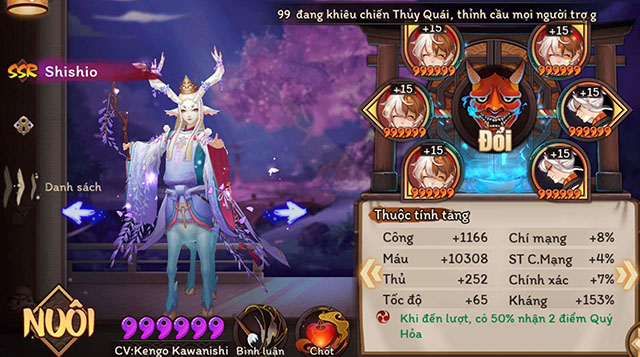 99 đang khiêu chiến Thủy Quái, thỉnh cầu mọi người trợ g
SSR Shishio
Danh sách
NUÔI
999999
CV:Kengo Kawanishi
Bình luận
Chót
+15
999999
+15
999999
+15
999999
+15
999999
+15
999999
+15
999999
Đổi
Thuộc tính tăng
Công +1166 Chí mạng +8%
Máu +10308 ST C.Mạng +4%
Thủ +252 Chính xác +7%
Tốc độ +65 Kháng +153%
Khi đến lượt, có 50% nhận 2 điểm Quỷ
Hỏa